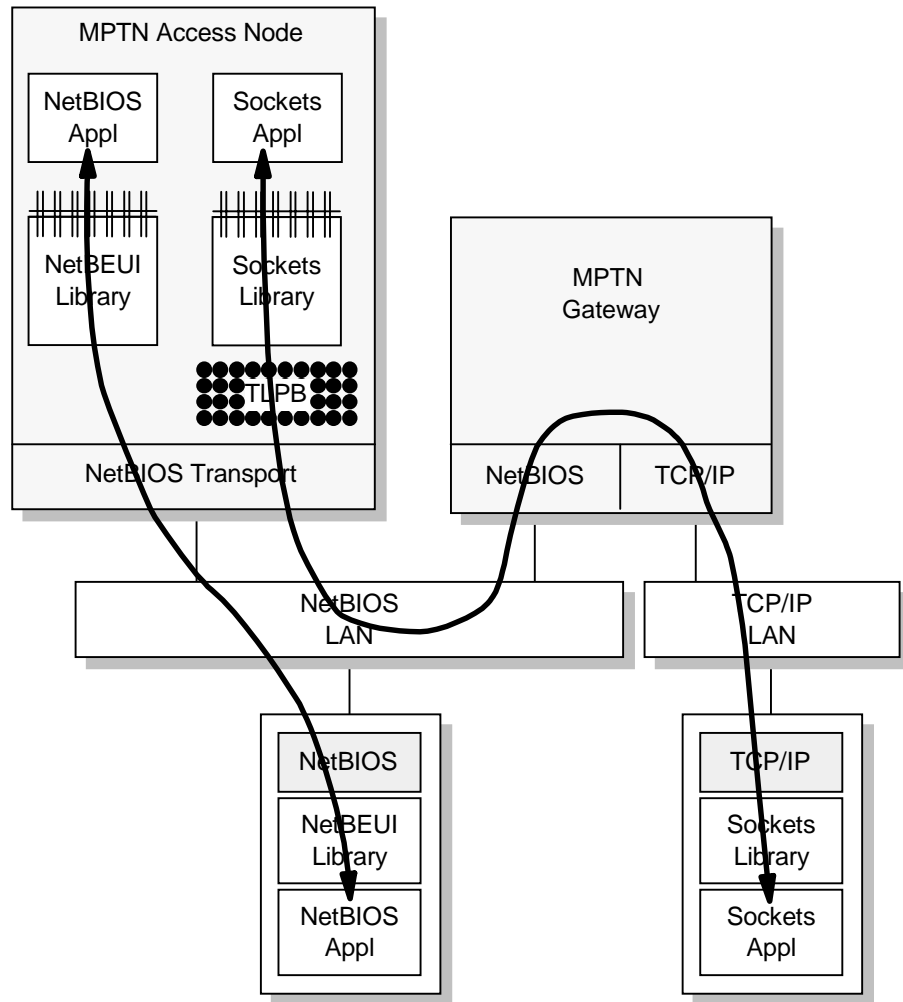 MPTN Access Node
NetBIOS
Appl
Sockets
Appl
NetBEUI
Library
Sockets
Library
TLPB
NetBIOS Transport
MPTN
Gateway
NetBIOS
TCP/IP
NetBIOS
LAN
TCP/IP
LAN
NetBIOS
NetBEUI
Library
NetBIOS
Appl
TCP/IP
Sockets
Library
Sockets
Appl